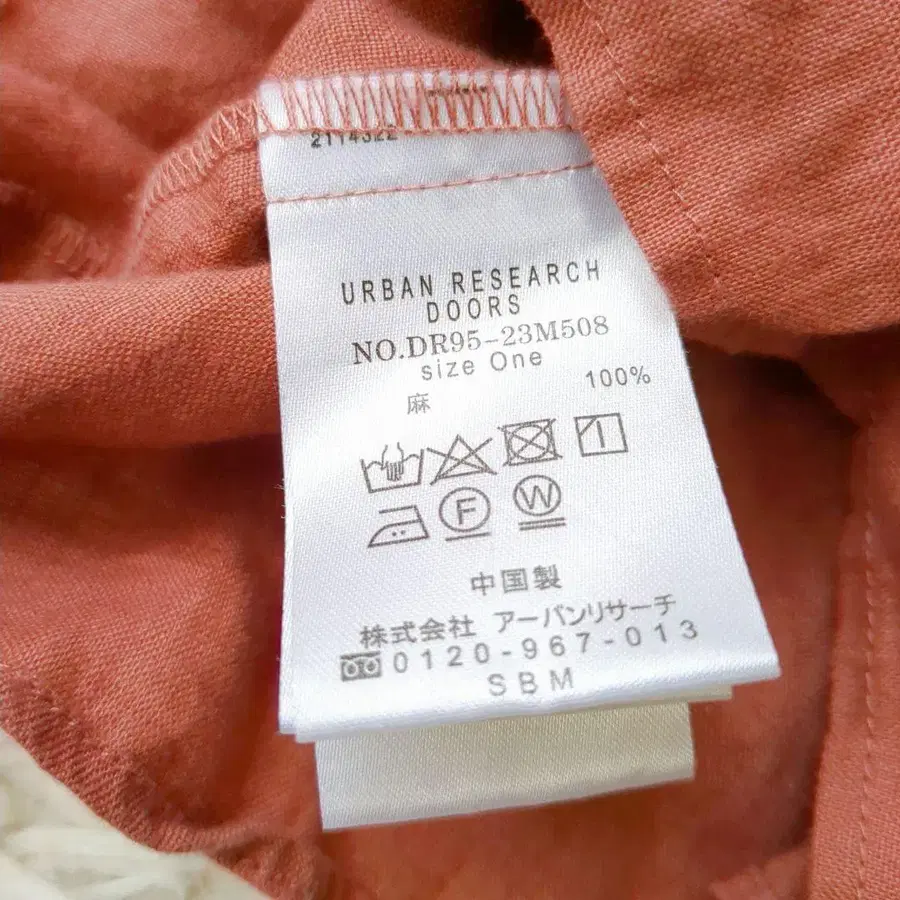 URBAN RESEARCH
DOORS
NO.DR95-23M508
size One
麻 100%
F W
中国製
株式会社 アーバンリサーチ
0120-967-013
SBM